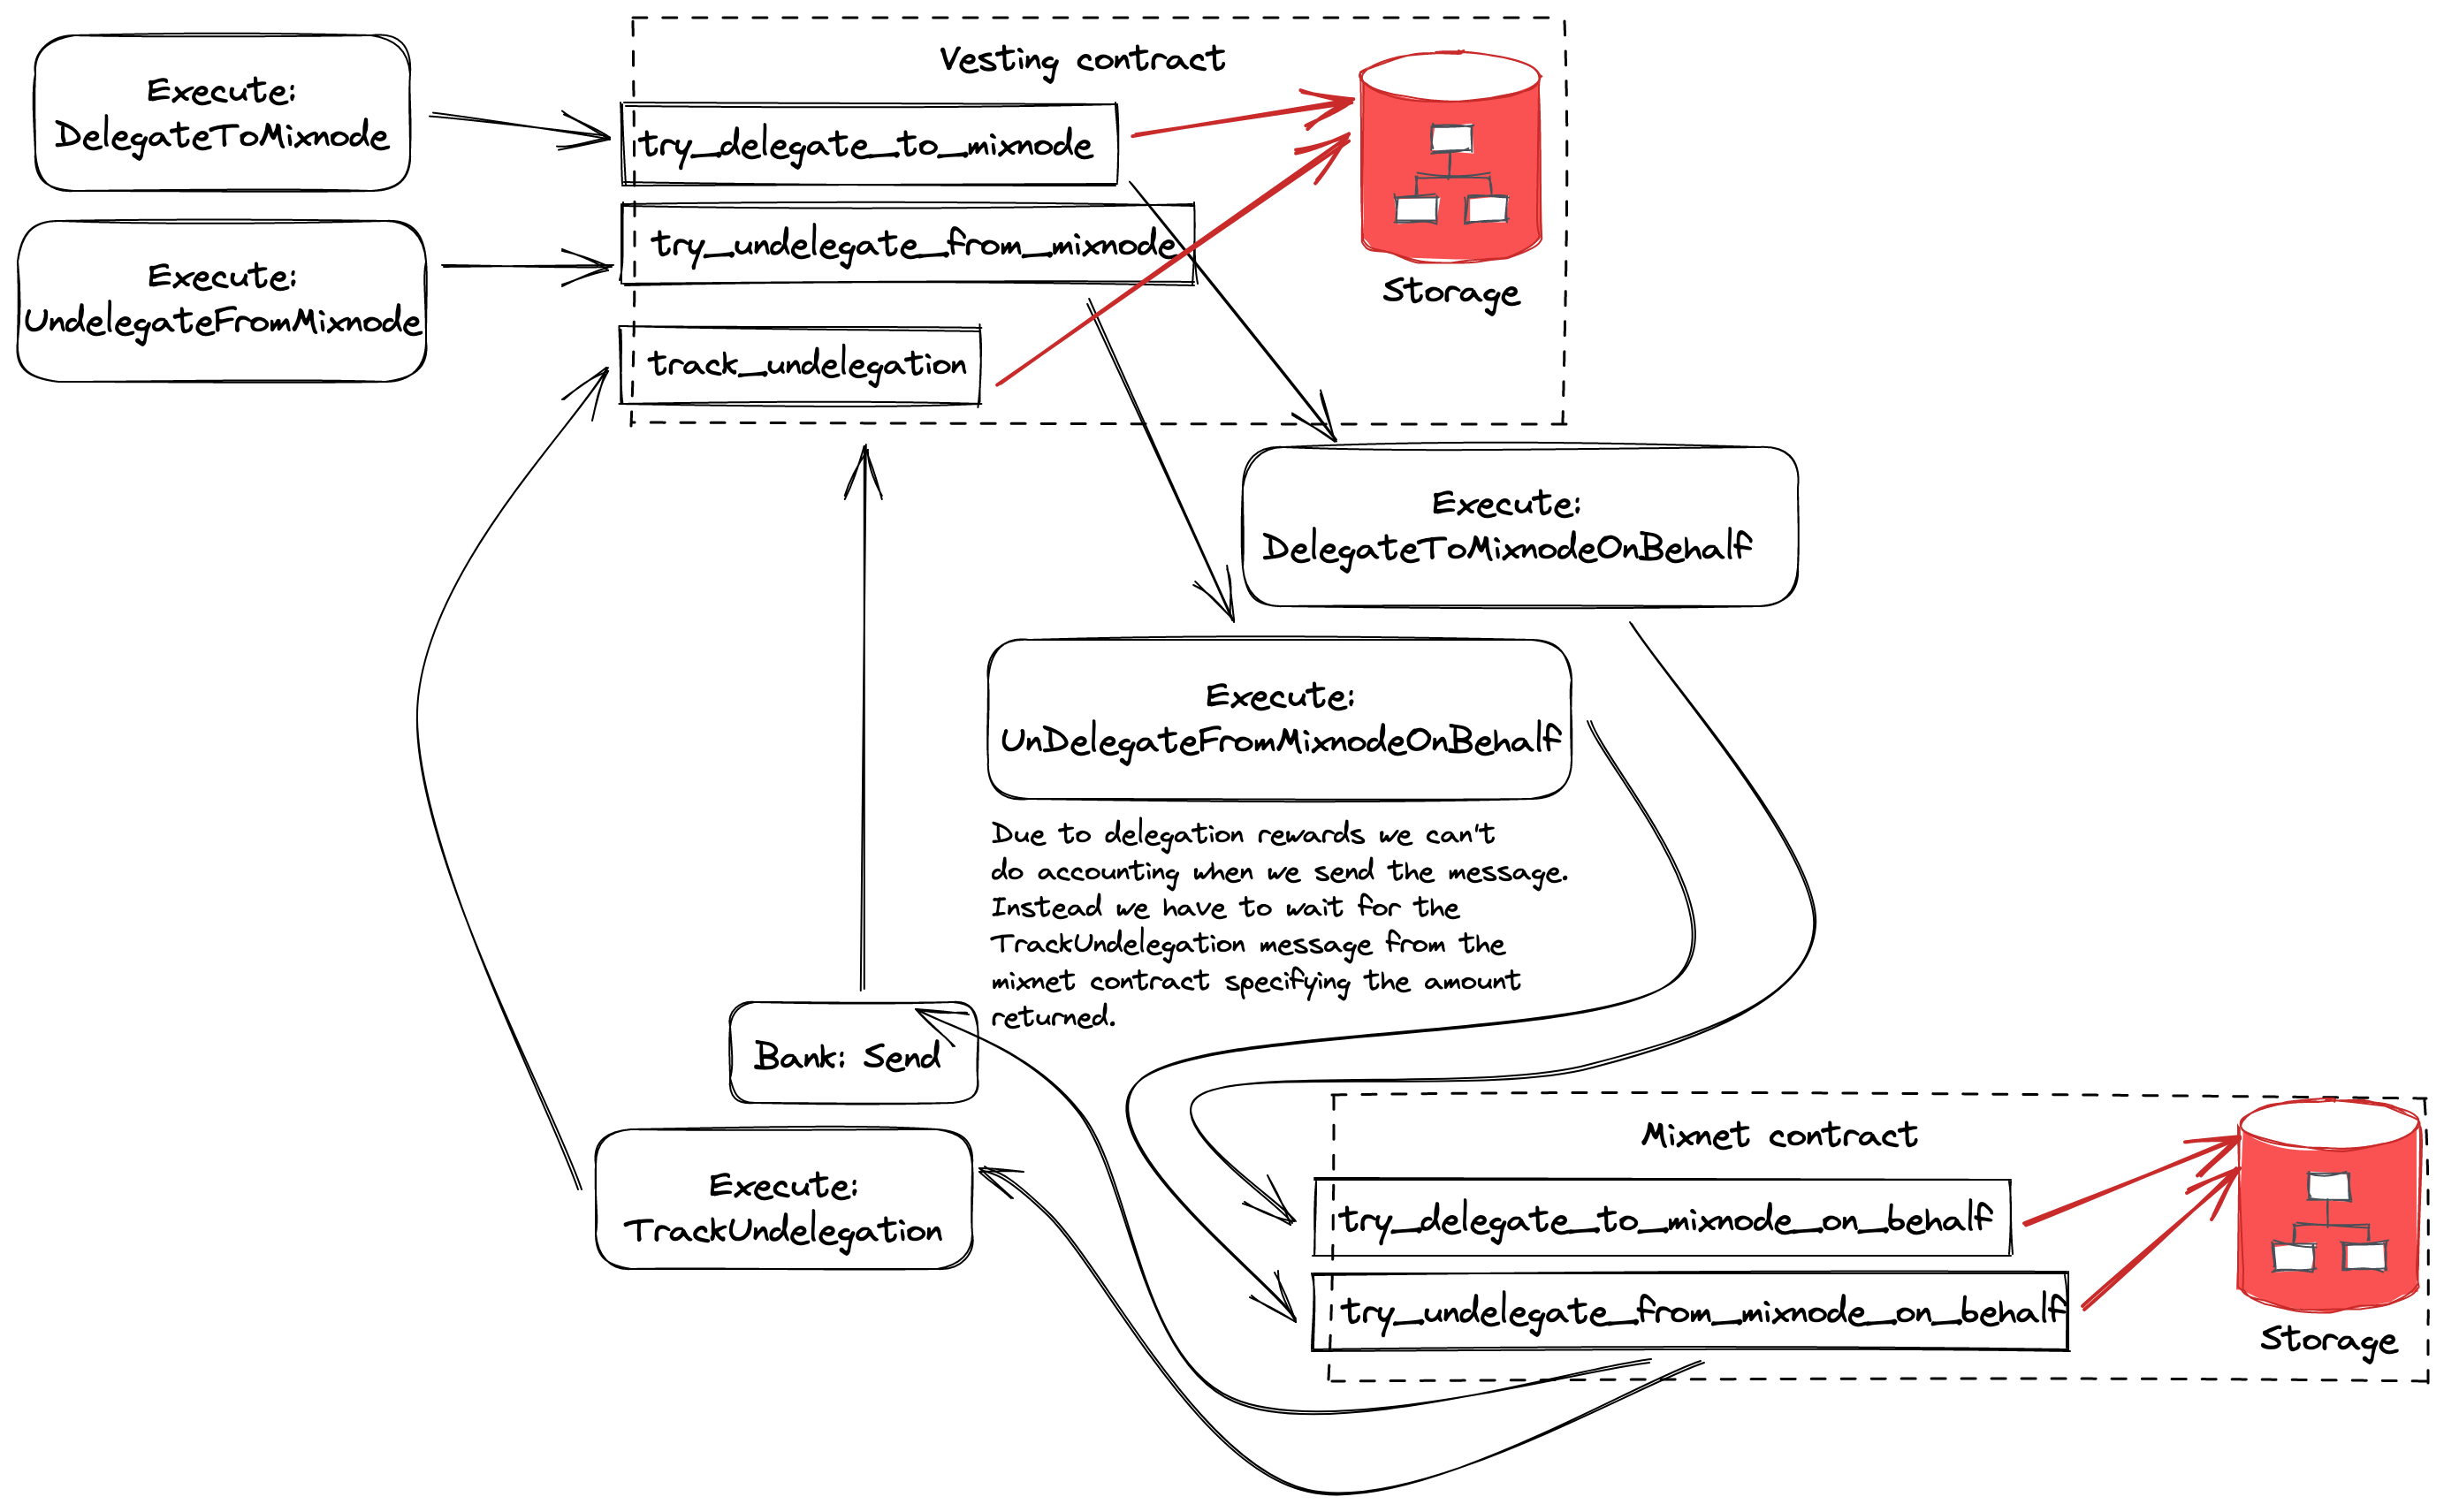 Vesting contract
Execute:
DelegateToMixnode
try_delegate_to_mixnode
try_undelegate_from_mixnode
Execute:
UndelegateFromMixnode
Storage
track_undelegation
Execute:
DelegateToMixnodeOnBehalf
Execute:
UnDelegateFromMixnodeOnBehalf
Due to delegation rewards we can't
do accounting when we send the message.
Instead we have to wait for the
TrackUndelegation message from the
mixnet contract specifying the amount
returned.
Bank: Send
Mixnet contract
Execute:
TrackUndelegation
try_delegate_to_mixnode_on_behalf
try_undelegate_from_mixnode_on_behalf
Storage